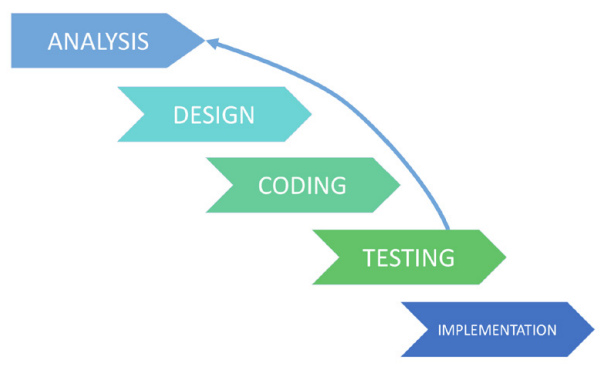 ANALYSIS
DESIGN
CODING
TESTING
IMPLEMENTATION